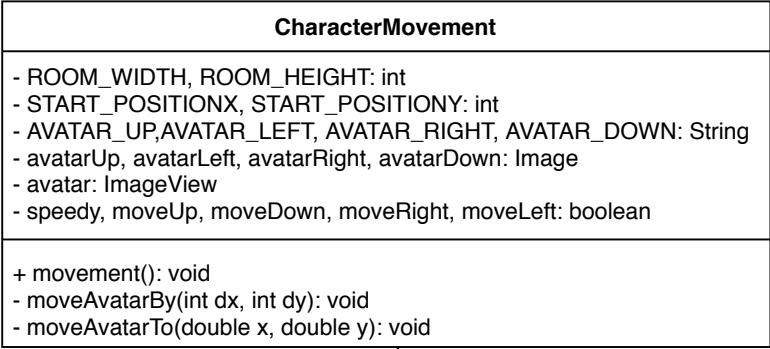 CharacterMovement
- ROOM_WIDTH, ROOM_HEIGHT: int
- START_POSITIONX, START_POSITIONY: int
- AVATAR_UP,AVATAR_LEFT, AVATAR_RIGHT, AVATAR_DOWN: String
- avatarUp, avatarLeft, avatarRight, avatarDown: Image
- avatar: ImageView
- speedy, moveUp, moveDown, moveRight, moveLeft: boolean
+ movement(): void
- moveAvatarBy(int dx, int dy): void
- moveAvatarTo(double x, double y): void